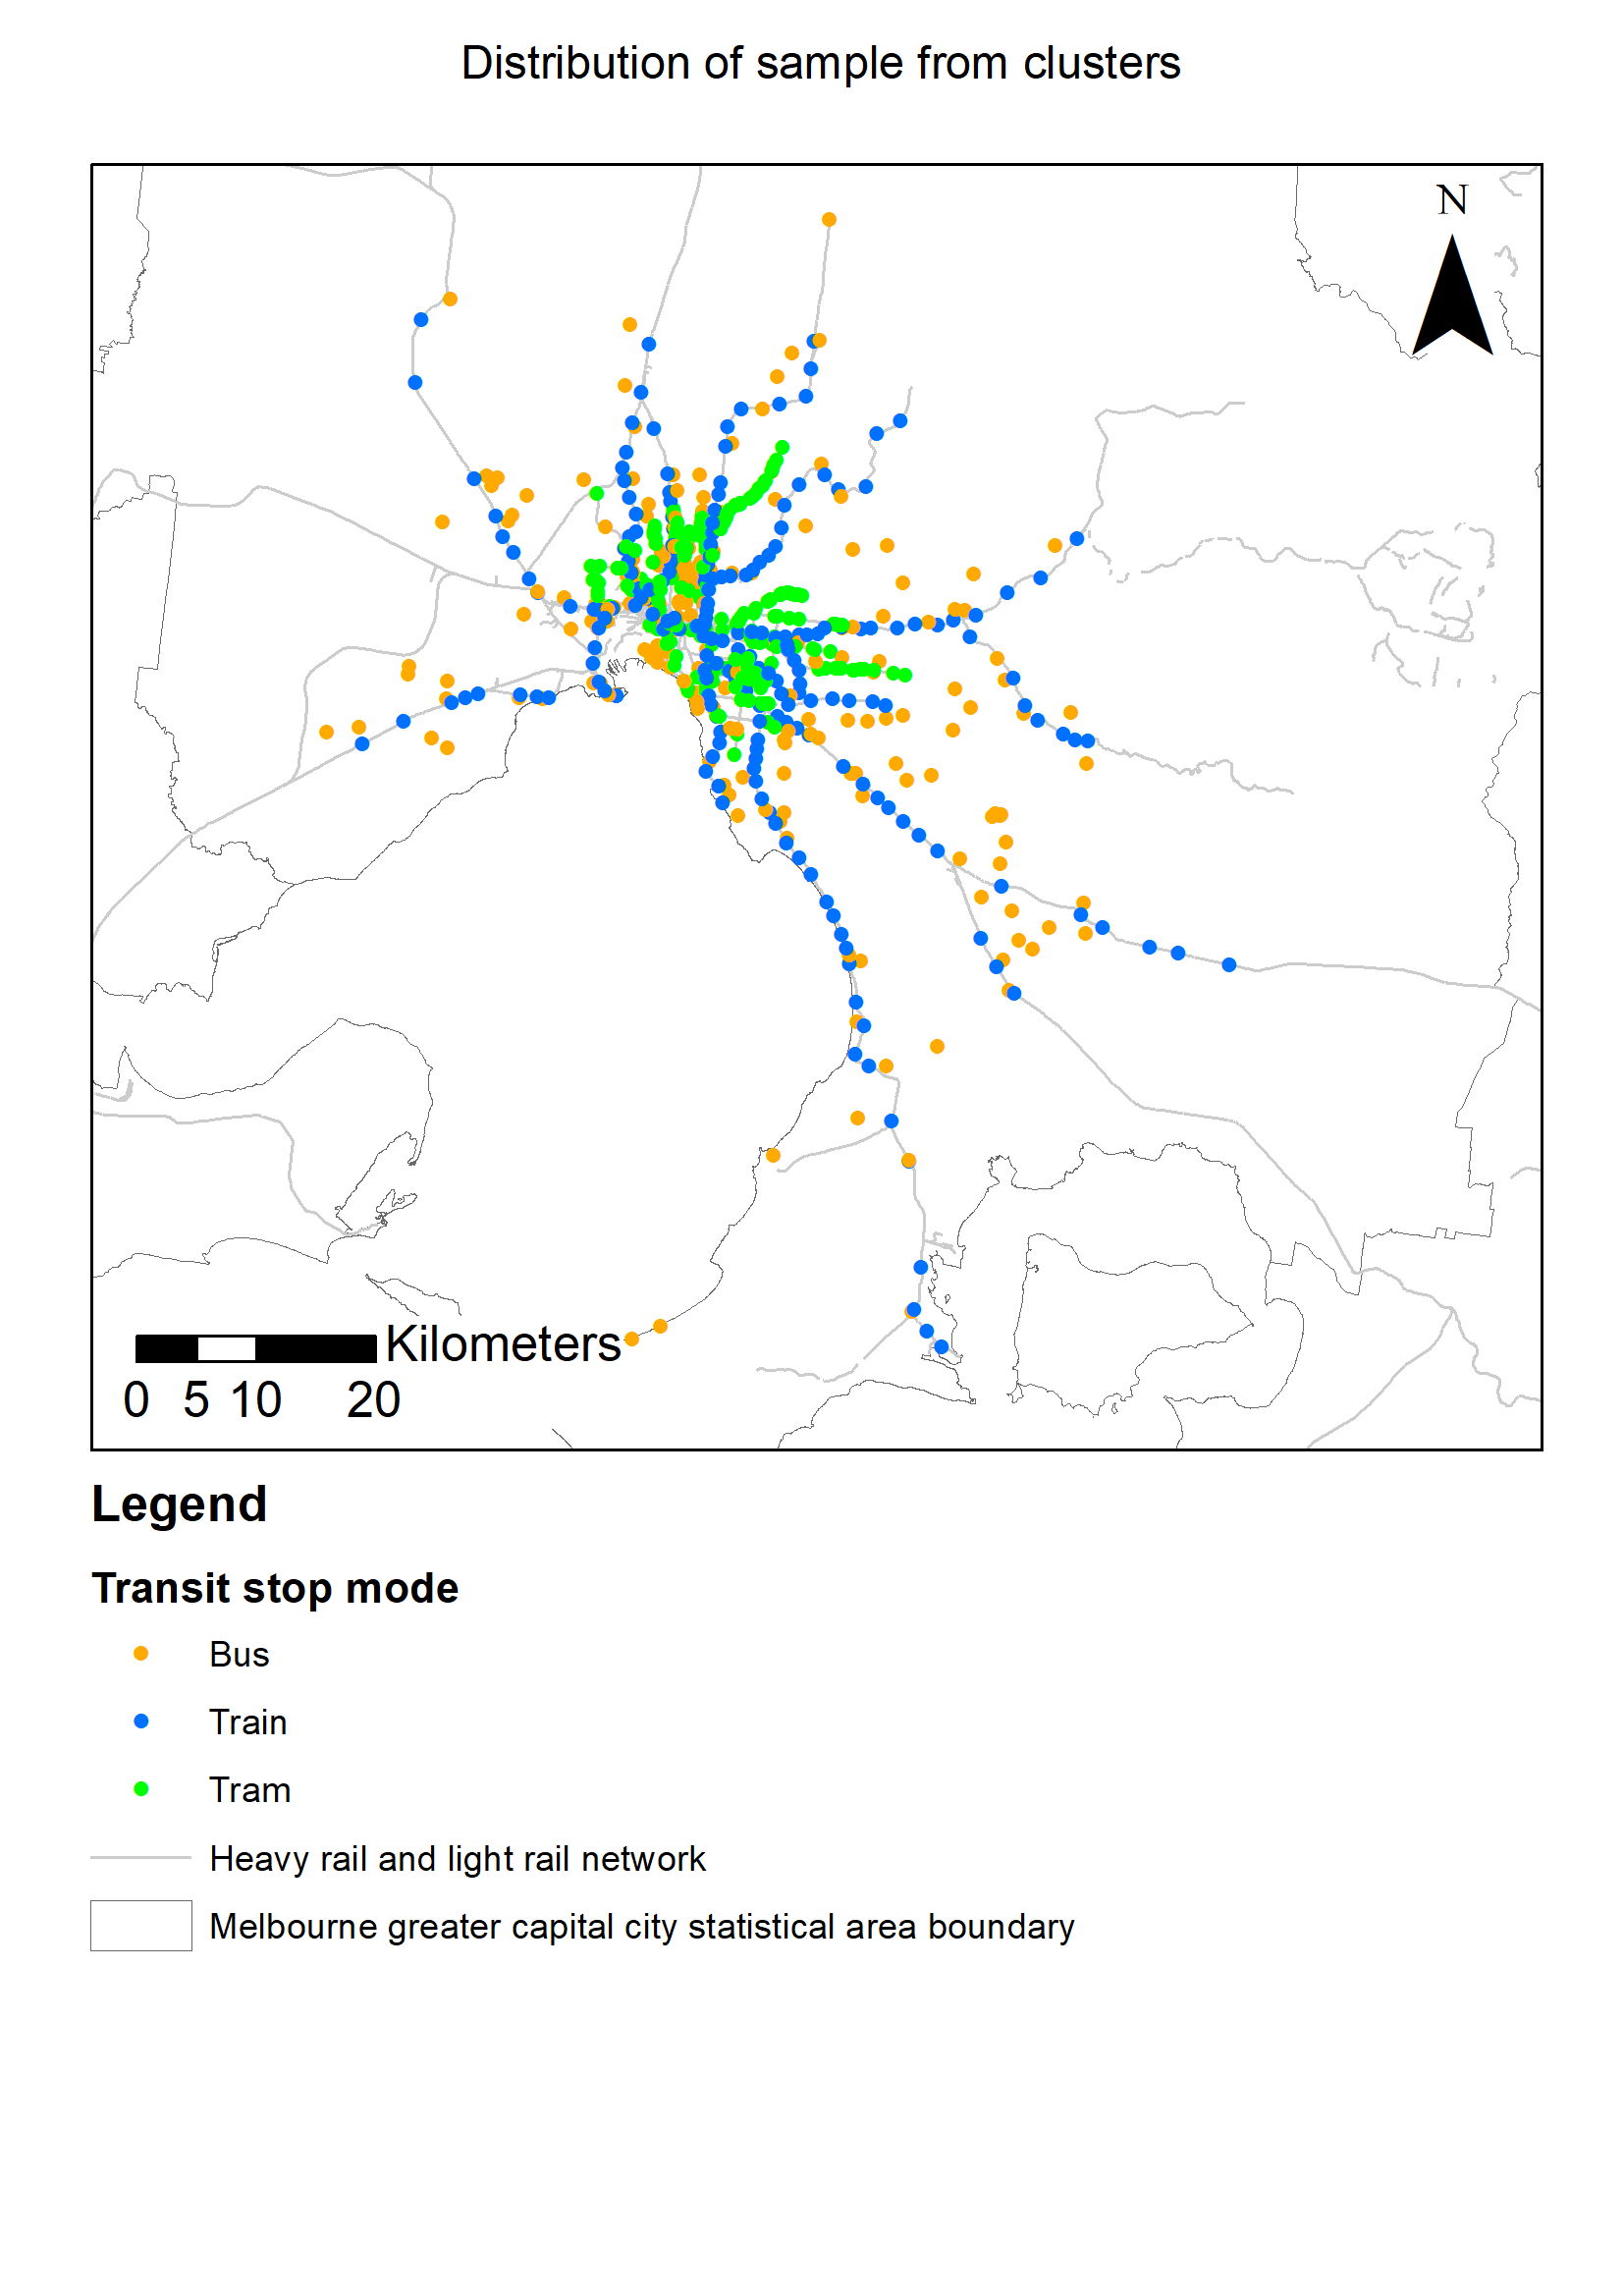 Distribution of sample from clusters
N
Kilometers
0 5 10 20
Legend
Transit stop mode
Bus
Train
Tram
Heavy rail and light rail network
Melbourne greater capital city statistical area boundary